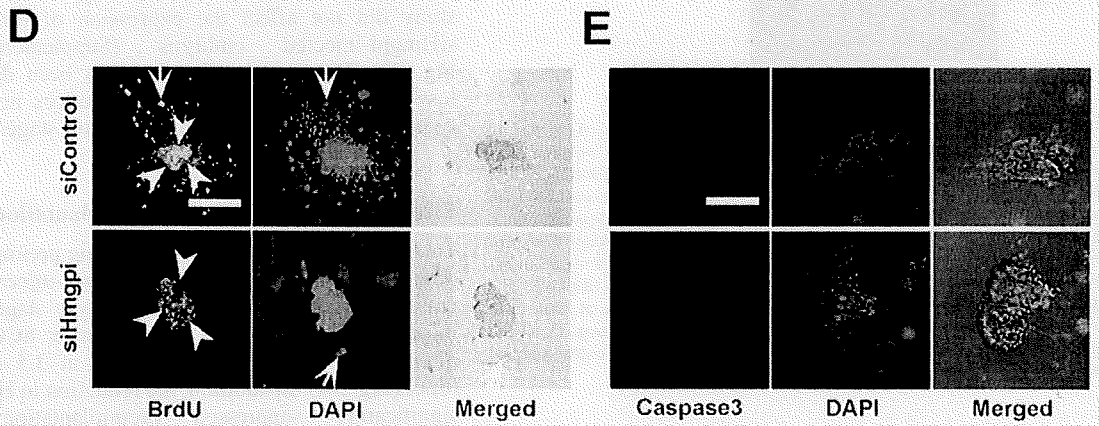 D
E
siControl
siHmgpi
BrdU
DAPI
Merged
Caspase3
DAPI
Merged